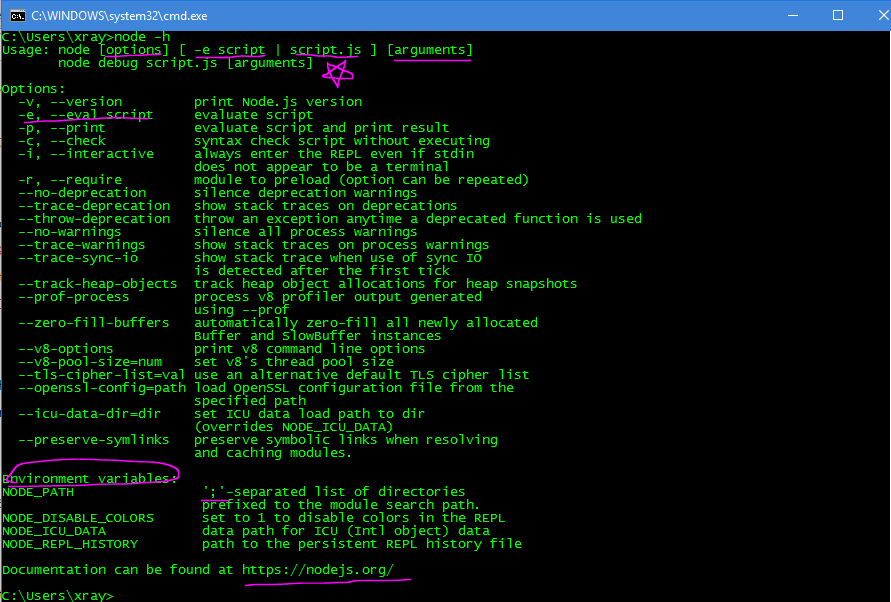 C:\WINDOWS\system32\cmd.exe
C:\Users\xray>node -h
Usage: node [options] [ -e script | script.js ] [arguments]
       node debug script.js [arguments]
Options:
  -v, --version         print Node.js version
  -e, --eval script     evaluate script
  -p, --print           evaluate script and print result
  -c, --check           syntax check script without executing
  -i, --interactive     always enter the REPL even if stdin
                        does not appear to be a terminal
  -r, --require         module to preload (option can be repeated)
  --no-deprecation      silence deprecation warnings
  --trace-deprecation   show stack traces on deprecations
  --throw-deprecation   throw an exception anytime a deprecated function is used
  --no-warnings         silence all process warnings
  --trace-warnings      show stack traces on process warnings
  --trace-sync-io       show stack trace when use of sync IO
                        is detected after the first tick
  --track-heap-objects  track heap object allocations for heap snapshots
  --prof-process        process v8 profiler output generated
                        using --prof
  --zero-fill-buffers   automatically zero-fill all newly allocated
                        Buffer and SlowBuffer instances
  --v8-options          print v8 command line options
  --v8-pool-size=num    set v8's thread pool size
  --tls-cipher-list=val use an alternative default TLS cipher list
  --openssl-config=path load OpenSSL configuration file from the
                        specified path
  --icu-data-dir=dir    set ICU data load path to dir
                        (overrides NODE_ICU_DATA)
  --preserve-symlinks   preserve symbolic links when resolving
                        and caching modules.
Environment variables:
NODE_PATH                ';'-separated list of directories
                         prefixed to the module search path.
NODE_DISABLE_COLORS      set to 1 to disable colors in the REPL
NODE_ICU_DATA            data path for ICU (Intl object) data
NODE_REPL_HISTORY        path to the persistent REPL history file
Documentation can be found at https://nodejs.org/
C:\Users\xray>